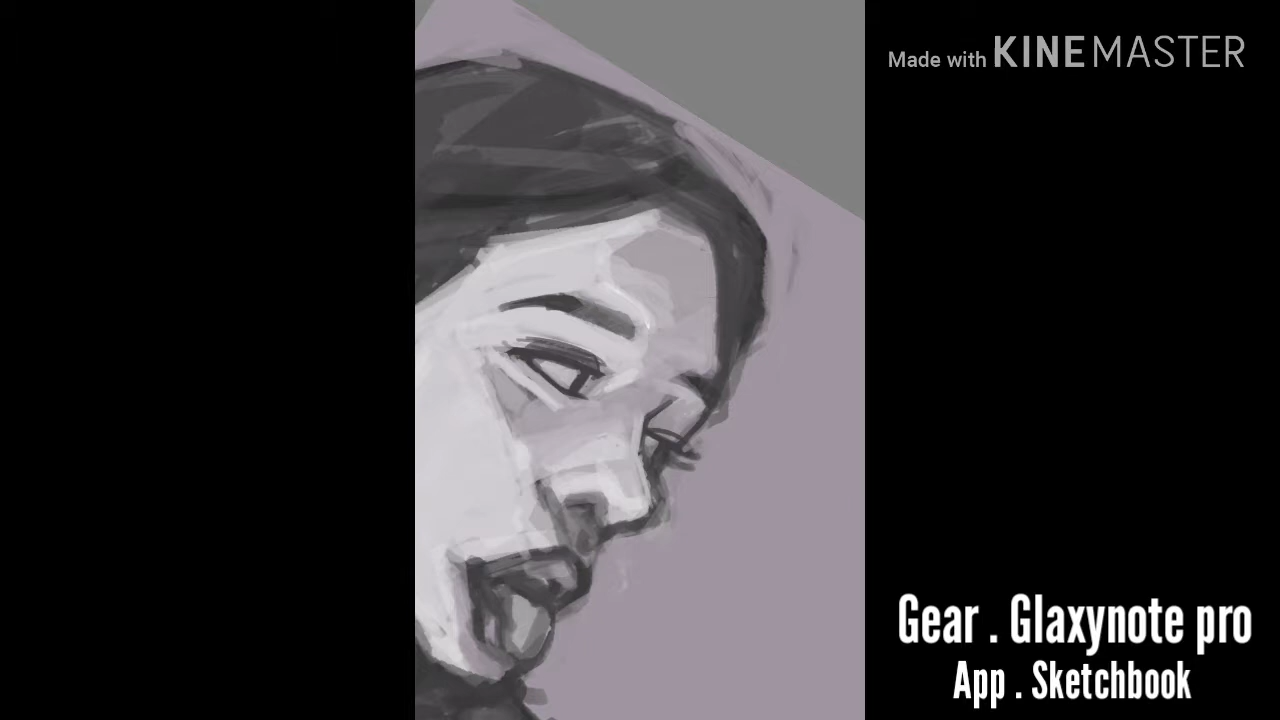 Made with KINEMASTER
Gear . Glaxynote pro
App . Sketchbook